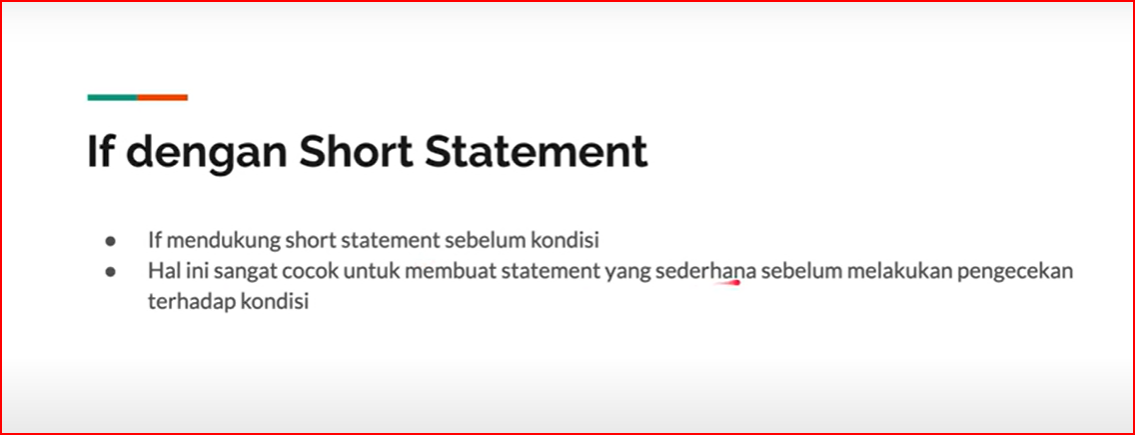 If dengan Short Statement
● If mendukung short statement sebelum kondisi
● Hal ini sangat cocok untuk membuat statement yang sederhana sebelum melakukan pengecekan
terhadap kondisi